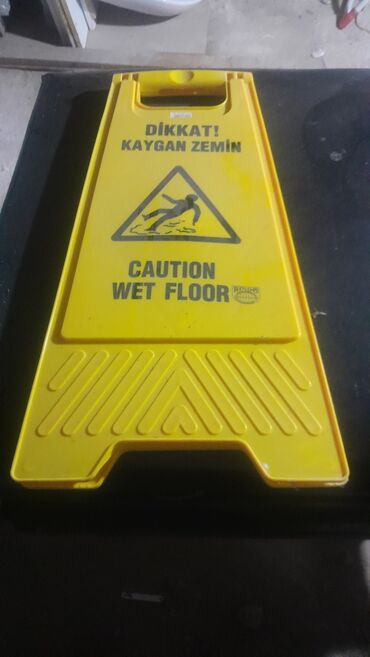 DİKKAT!
KAYGAN ZEMİN
CAUTION
WET FLOOR